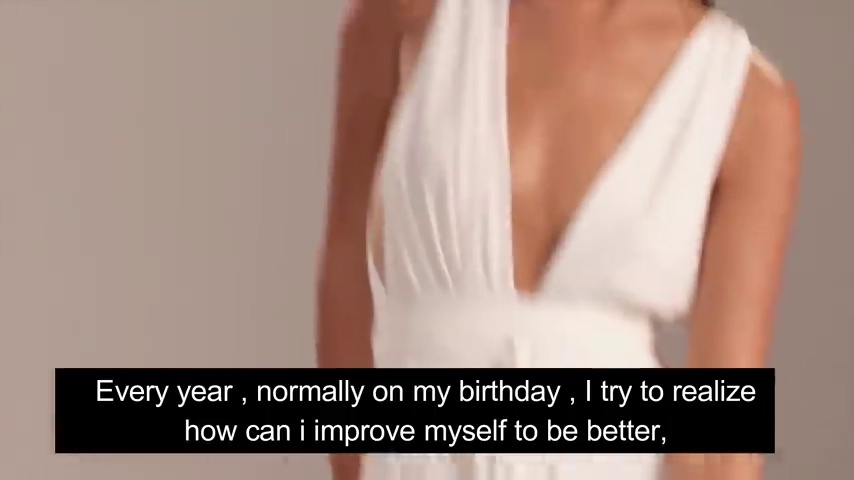 Every year , normally on my birthday , I try to realize
how can i improve myself to be better,